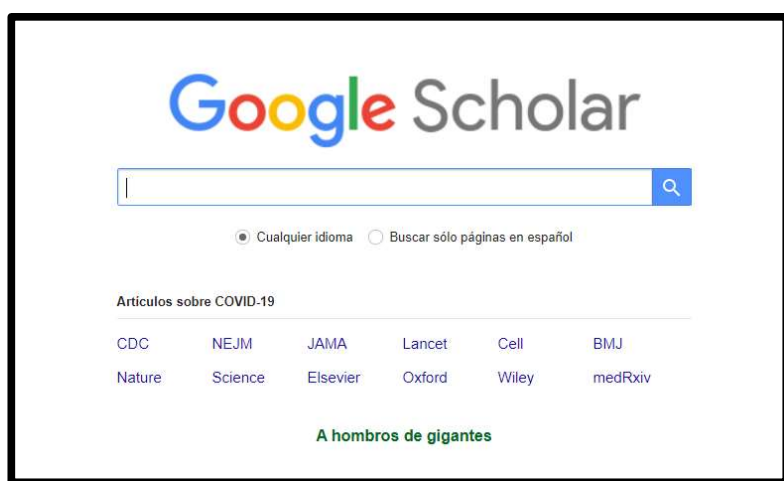 Google Scholar
Cualquier idioma Buscar sólo páginas en español
Artículos sobre COVID-19
CDC NEJM JAMA Lancet Cell BMJ
Nature Science Elsevier Oxford Wiley medRxiv
A hombros de gigantes